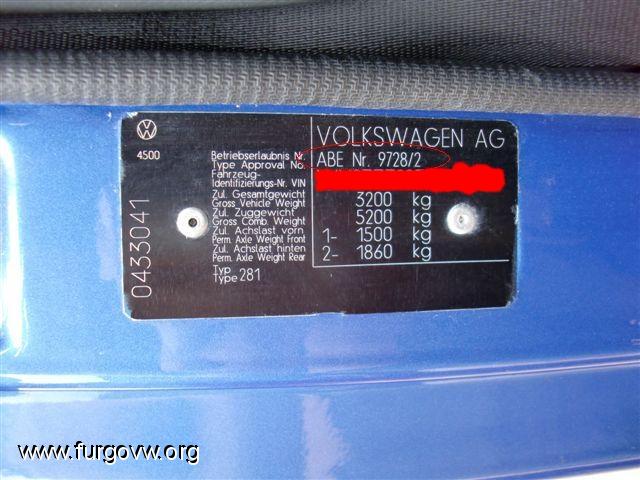 VOLKSWAGEN AG
4500
Betriebserlaubnis Nr.
Type Approval No.
ABE Nr. 9728/2
Fahrzeug-
Identifizierungs-Nr. VIN
Zul. Gesamtgewicht
Gross Vehicle Weight
3200 kg
Zul. Zuggewicht
Gross Comb. Weight
5200 kg
Zul. Achslast vorn
Perm. Axle Weight Front
1- 1500 kg
Zul. Achslast hinten
Perm. Axle Weight Rear
2- 1860 kg
Typ
Type 281
0433041
www.furgovw.org